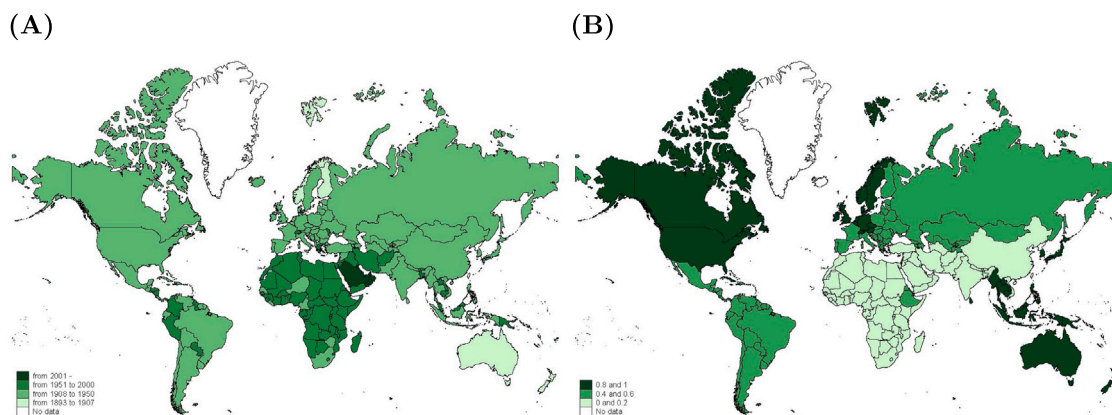 (A)
(B)
from 2001 -
from 1951 to 2000
from 1908 to 1950
from 1893 to 1907
No data
0.8 and 1
0.4 and 0.6
0 and 0.2
No data